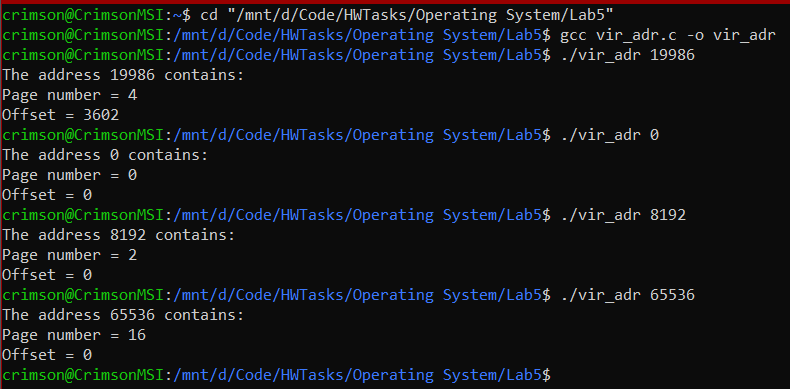 crimson@CrimsonMSI:~$ cd "/mnt/d/Code/HWTasks/Operating System/Lab5"
crimson@CrimsonMSI:/mnt/d/Code/HWTasks/Operating System/Lab5$ gcc vir_adr.c -o vir_adr
crimson@CrimsonMSI:/mnt/d/Code/HWTasks/Operating System/Lab5$ ./vir_adr 19986
The address 19986 contains:
Page number = 4
Offset = 3602
crimson@CrimsonMSI:/mnt/d/Code/HWTasks/Operating System/Lab5$ ./vir_adr 0
The address 0 contains:
Page number = 0
Offset = 0
crimson@CrimsonMSI:/mnt/d/Code/HWTasks/Operating System/Lab5$ ./vir_adr 8192
The address 8192 contains:
Page number = 2
Offset = 0
crimson@CrimsonMSI:/mnt/d/Code/HWTasks/Operating System/Lab5$ ./vir_adr 65536
The address 65536 contains:
Page number = 16
Offset = 0
crimson@CrimsonMSI:/mnt/d/Code/HWTasks/Operating System/Lab5$